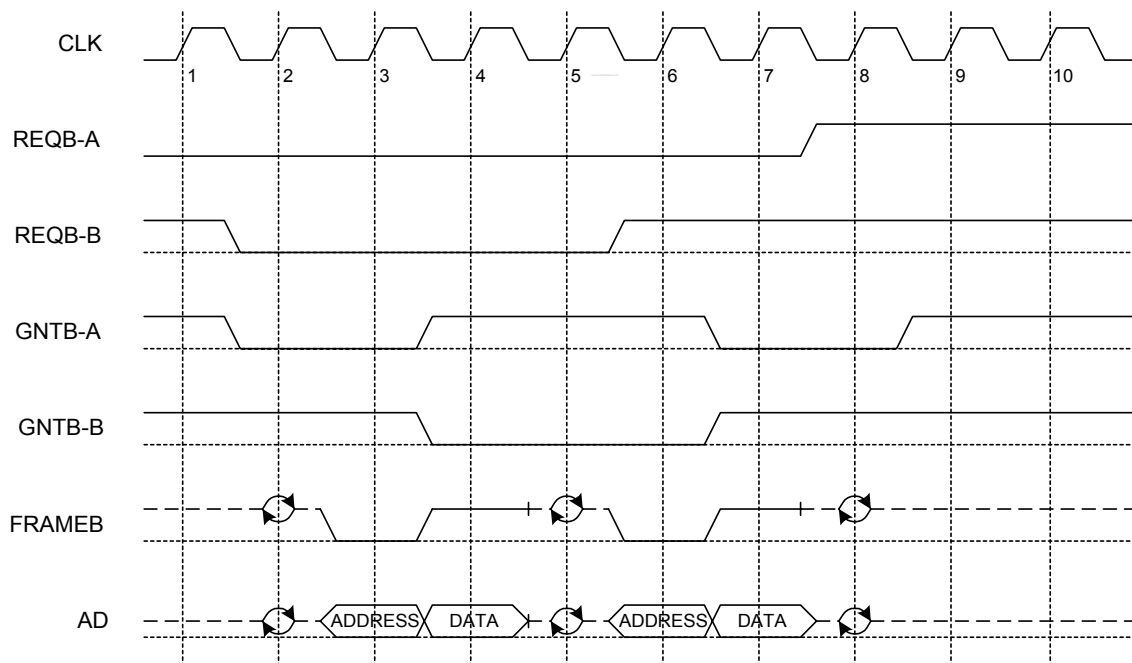 CLK
1 2 3 4 5 6 7 8 9 10
REQB-A
REQB-B
GNTB-A
GNTB-B
FRAMEB
AD ADDRESS DATA ADDRESS DATA